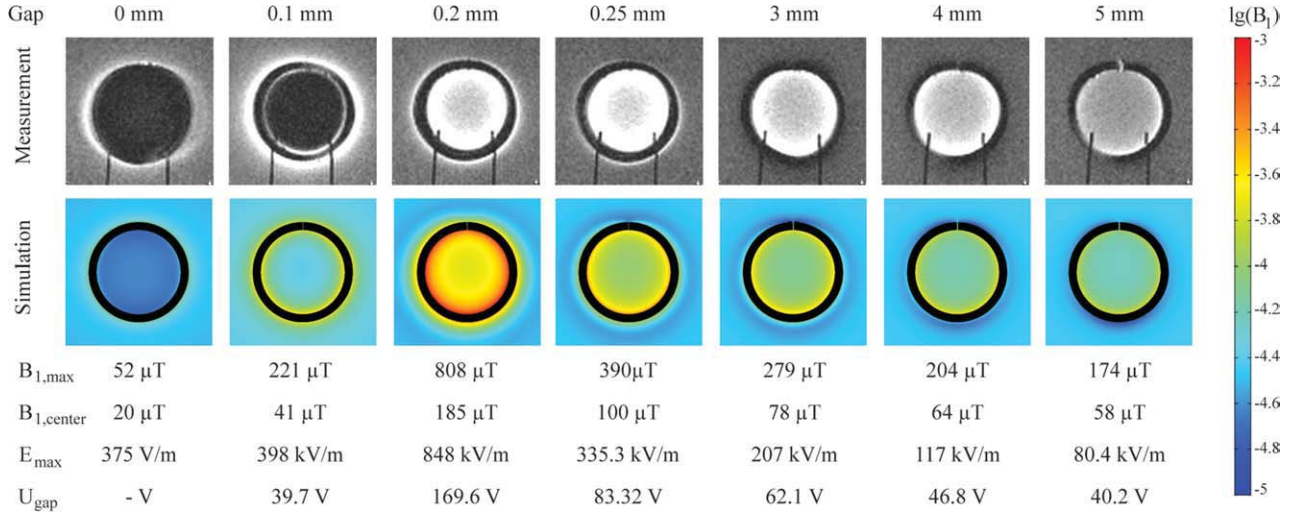 Gap 0 mm 0.1 mm 0.2 mm 0.25 mm 3 mm 4 mm 5 mm lg(B1)
Measurement
Simulation
B1,max 52 µT 221 µT 808 µT 390µT 279 µT 204 µT 174 µT
B1,center 20 µT 41 µT 185 µT 100 µT 78 µT 64 µT 58 µT
Emax 375 V/m 398 kV/m 848 kV/m 335.3 kV/m 207 kV/m 117 kV/m 80.4 kV/m
Ugap - V 39.7 V 169.6 V 83.32 V 62.1 V 46.8 V 40.2 V
-3
-3.2
-3.4
-3.6
-3.8
-4
-4.2
-4.4
-4.6
-4.8
-5